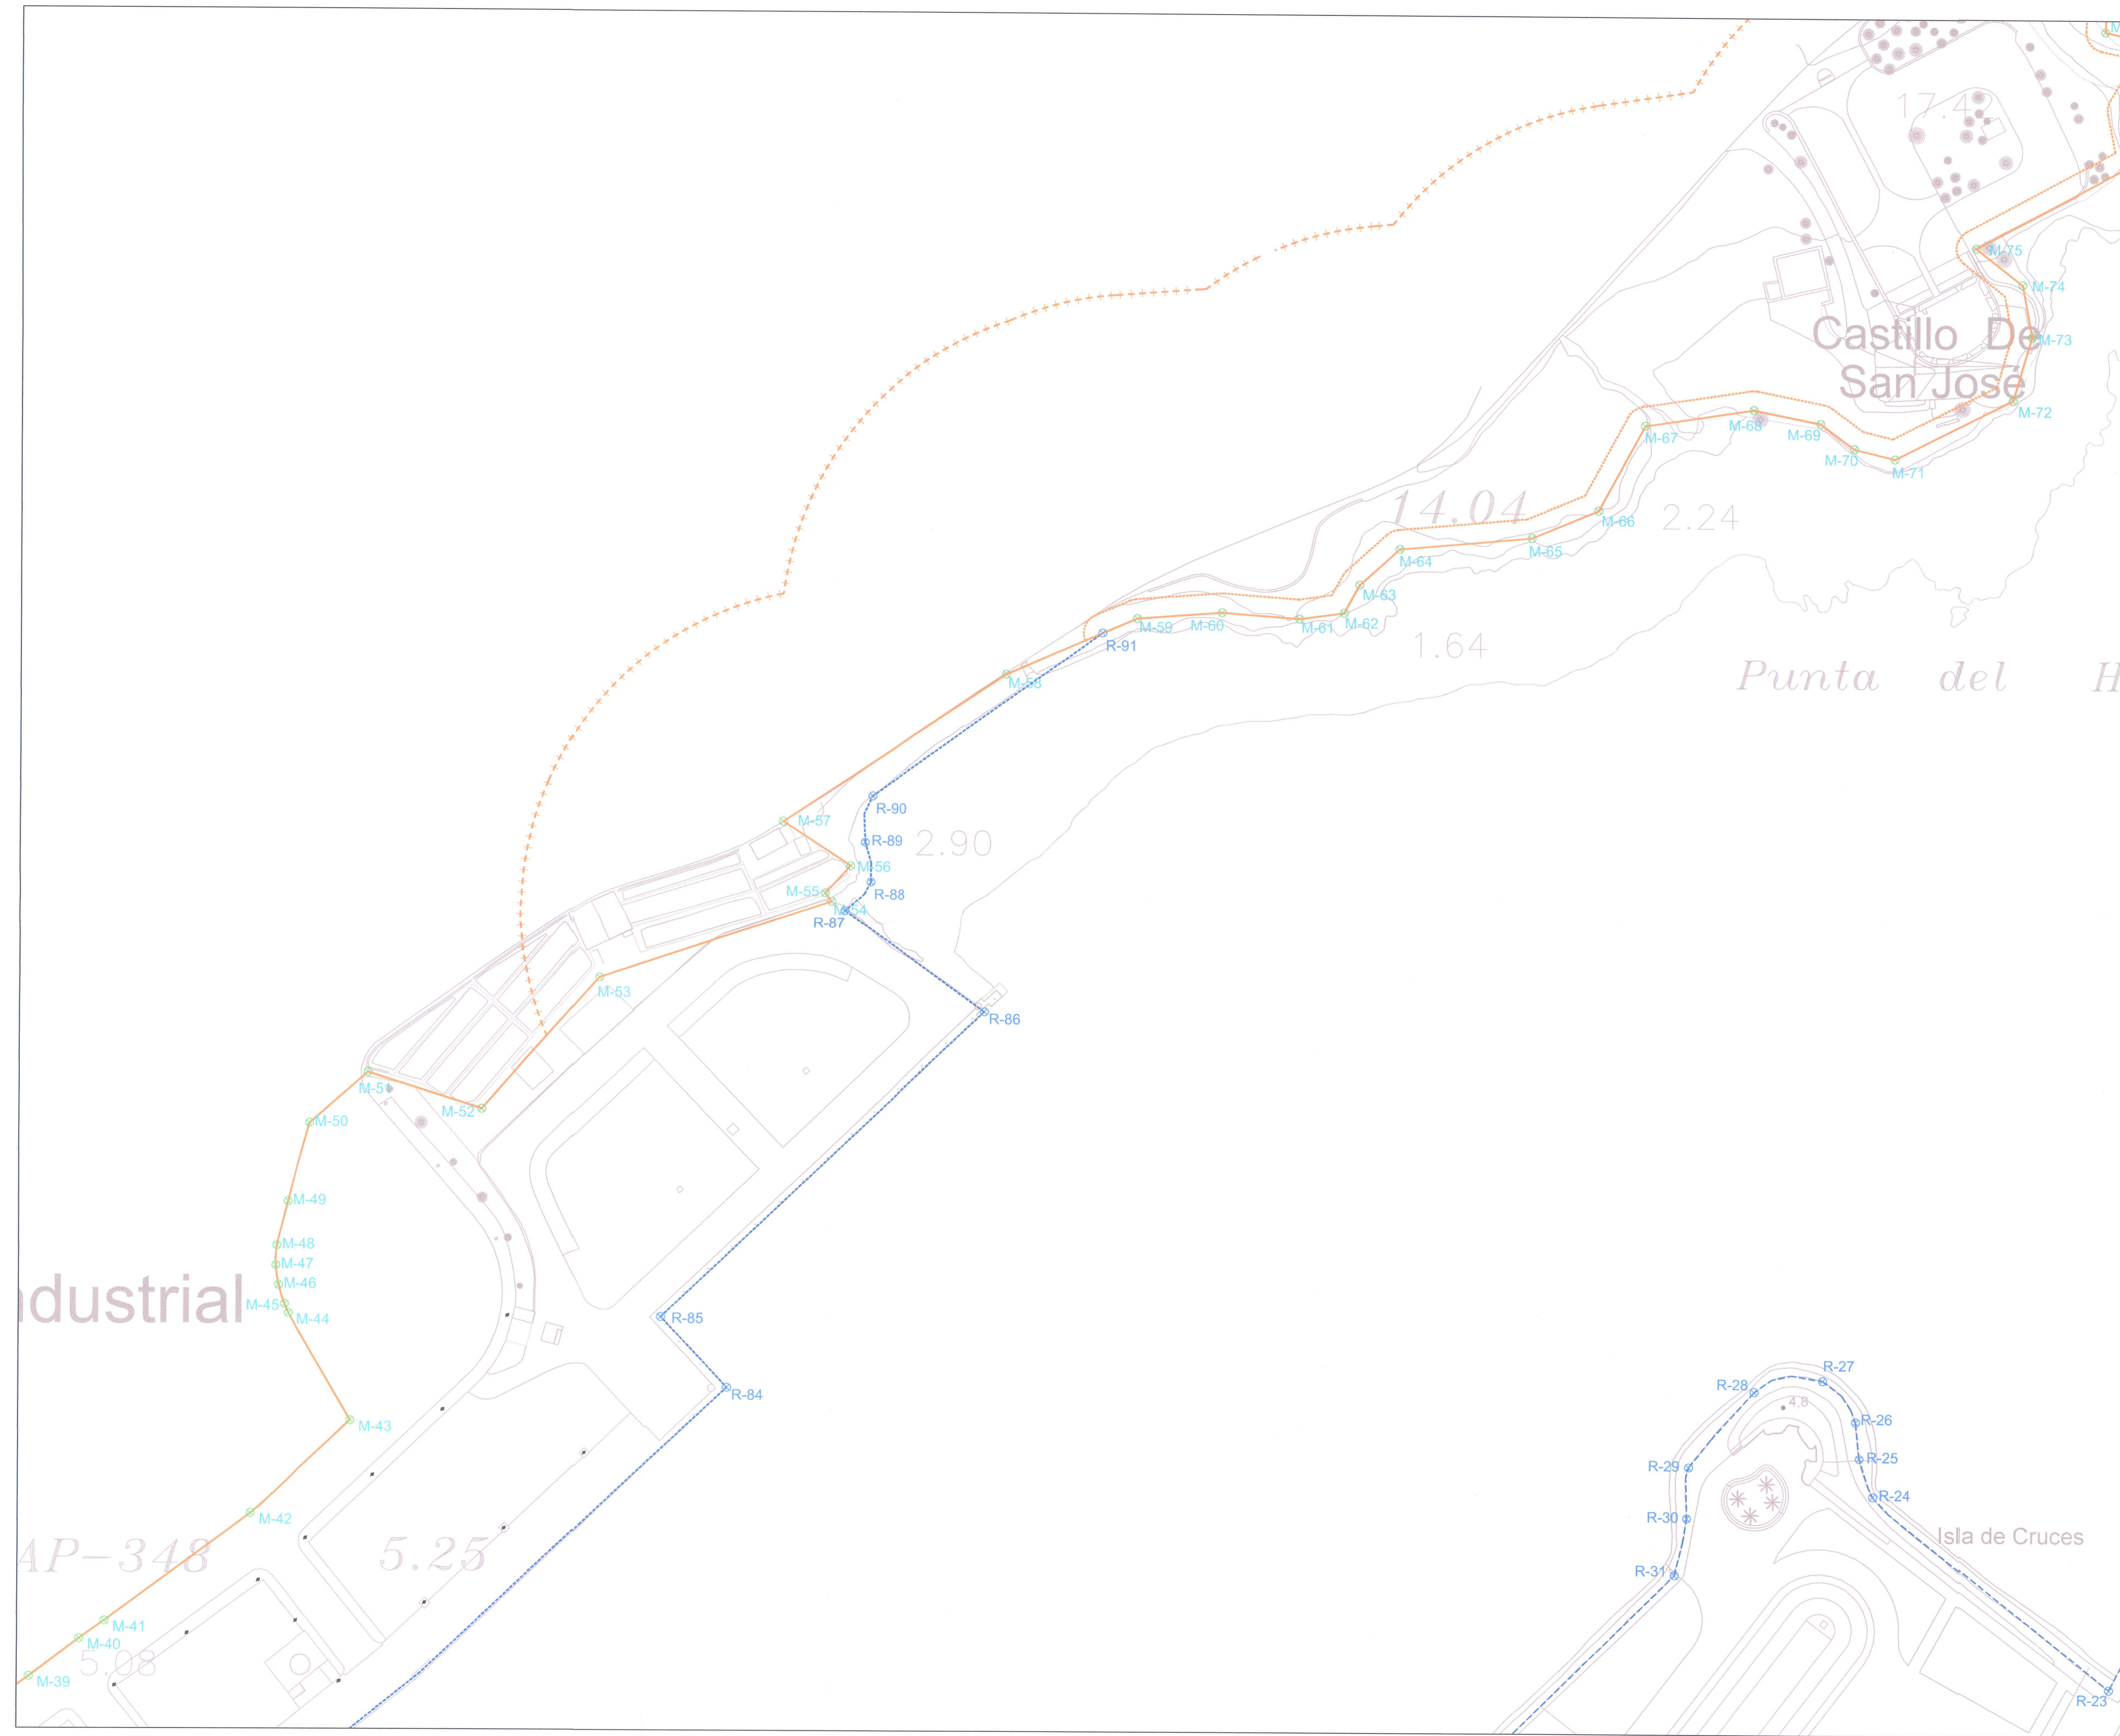 17.42
M-75
M-74
Castillo De
M-73
San José
M-72
M-68
M-67
M-69
M-70
M-71
14.04
M-66
2.24
M-65
M-64
M-63
M-59
M-60
M-61
M-62
R-91
1.64
Punta del H
M-58
R-90
M-57
R-89
2.90
M-56
M-55
R-88
M-54
R-87
M-53
R-86
M-51
M-52
M-50
M-49
M-48
M-47
M-46
ndustrial
M-45
M-44
R-85
R-27
R-28
R-84
4,8
M-43
R-26
R-25
R-29
R-24
M-42
R-30
Isla de Cruces
AP-348
5.25
R-31
M-41
M-40
5.08
M-39
R-23